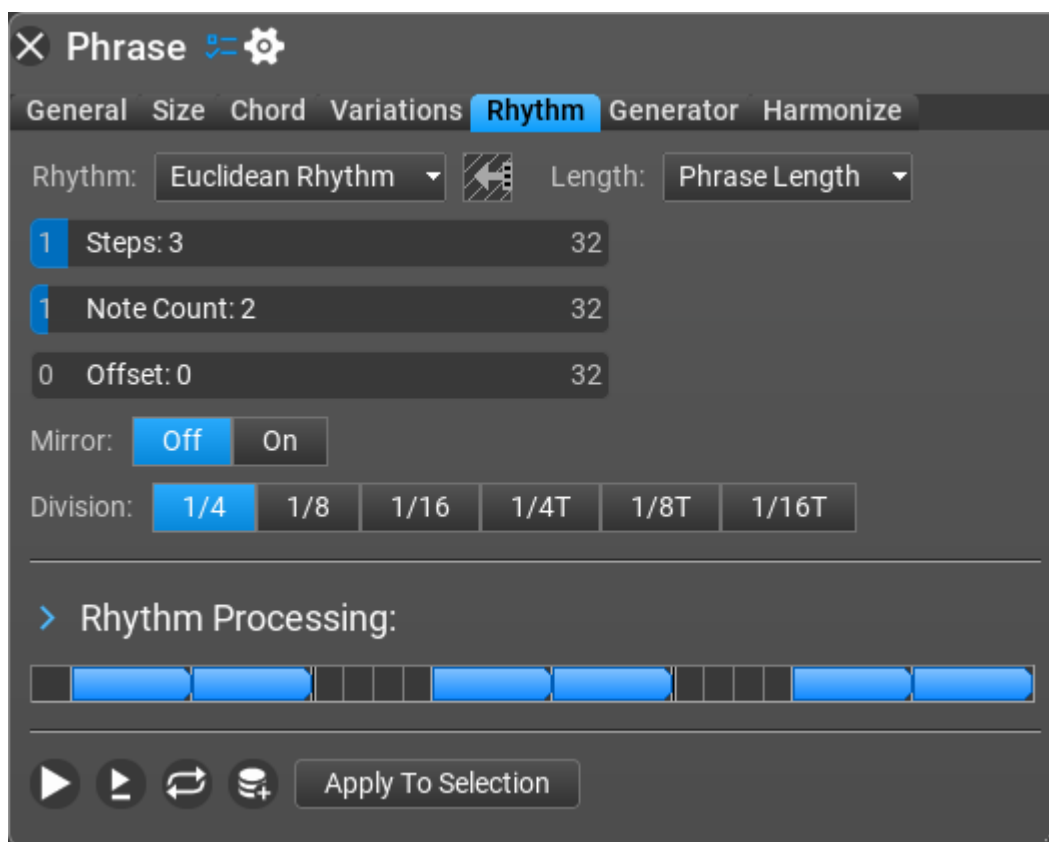 Phrase
General Size Chord Variations Rhythm Generator Harmonize
Rhythm: Euclidean Rhythm Length: Phrase Length
1 Steps: 3 32
1 Note Count: 2 32
0 Offset: 0 32
Mirror: Off On
Division: 1/4 1/8 1/16 1/4T 1/8T 1/16T
Rhythm Processing:
Apply To Selection